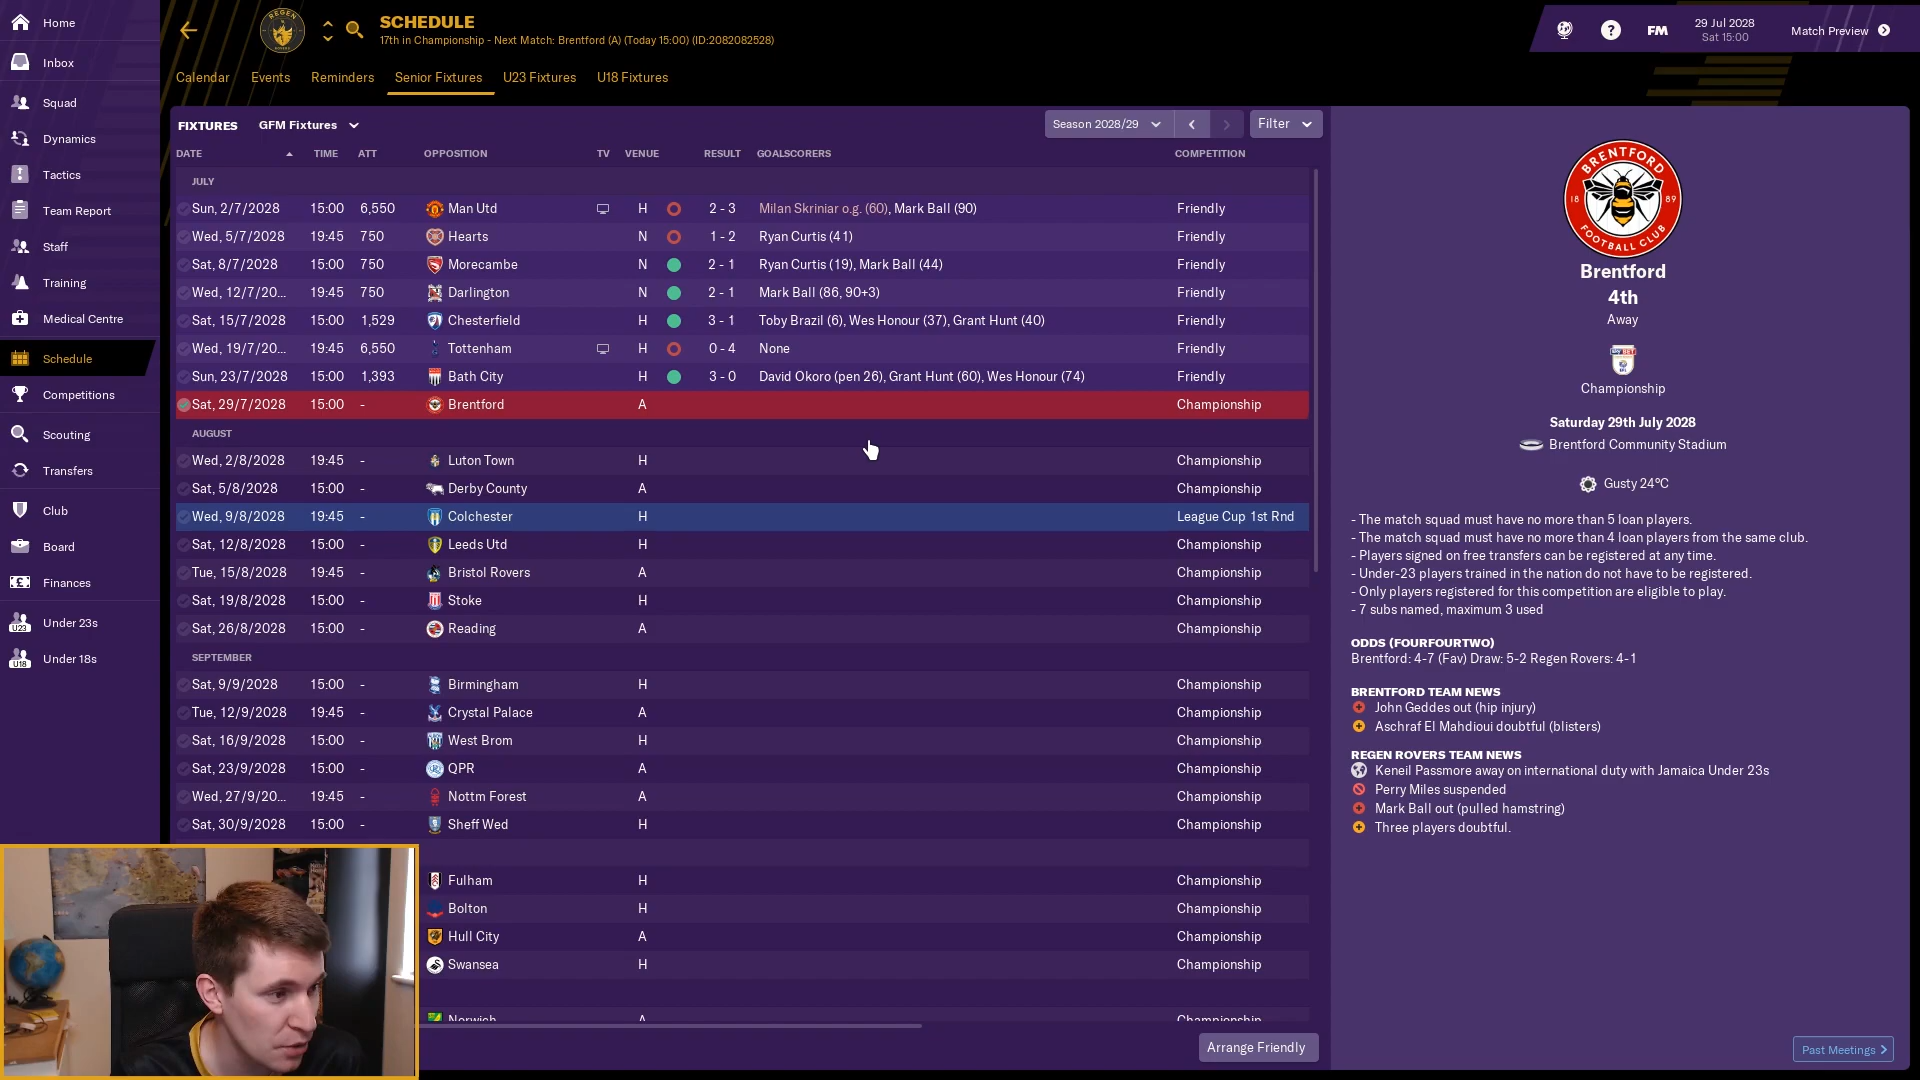 SCHEDULE
17th in Championship - Next Match: Brentford (A) (Today 15:00) (ID:2082082528)
FM
29 Jul 2028
Sat 15:00
Match Preview
Home
Inbox
Squad
Dynamics
Tactics
Team Report
Staff
Training
Medical Centre
Schedule
Competitions
Scouting
Transfers
Club
Board
Finances
U23 Under 23s
U18 Under 18s
Calendar Events Reminders Senior Fixtures U23 Fixtures U18 Fixtures
FIXTURES GFM Fixtures Season 2028/29 Filter
DATE TIME ATT OPPOSITION TV VENUE RESULT GOALSCORERS COMPETITION
JULY
Sun, 2/7/2028 15:00 6,550 Man Utd H 2 - 3 Milan Skriniar o.g. (60), Mark Ball (90) Friendly
Wed, 5/7/2028 19:45 750 Hearts N 1 - 2 Ryan Curtis (41) Friendly
Sat, 8/7/2028 15:00 750 Morecambe N 2 - 1 Ryan Curtis (19), Mark Ball (44) Friendly
Wed, 12/7/20... 19:45 750 Darlington N 2 - 1 Mark Ball (86, 90+3) Friendly
Sat, 15/7/2028 15:00 1,529 Chesterfield H 3 - 1 Toby Brazil (6), Wes Honour (37), Grant Hunt (40) Friendly
Wed, 19/7/20... 19:45 6,550 Tottenham H 0 - 4 None Friendly
Sun, 23/7/2028 15:00 1,393 Bath City H 3 - 0 David Okoro (pen 26), Grant Hunt (60), Wes Honour (74) Friendly
Sat, 29/7/2028 15:00 - Brentford A Championship
AUGUST
Wed, 2/8/2028 19:45 - Luton Town H Championship
Sat, 5/8/2028 15:00 - Derby County A Championship
Wed, 9/8/2028 19:45 - Colchester H League Cup 1st Rnd
Sat, 12/8/2028 15:00 - Leeds Utd H Championship
Tue, 15/8/2028 19:45 - Bristol Rovers A Championship
Sat, 19/8/2028 15:00 - Stoke H Championship
Sat, 26/8/2028 15:00 - Reading A Championship
SEPTEMBER
Sat, 9/9/2028 15:00 - Birmingham H Championship
Tue, 12/9/2028 19:45 - Crystal Palace A Championship
Sat, 16/9/2028 15:00 - West Brom H Championship
Sat, 23/9/2028 15:00 - QPR A Championship
Wed, 27/9/20... 19:45 - Nottm Forest A Championship
Sat, 30/9/2028 15:00 - Sheff Wed H Championship
Fulham H Championship
Bolton H Championship
Hull City A Championship
Swansea H Championship
Norwich A Championship
Arrange Friendly
BRENTFORD
18 89
FOOTBALL CLUB
Brentford
4th
Away
Championship
Saturday 29th July 2028
Brentford Community Stadium
Gusty 24°C
- The match squad must have no more than 5 loan players.
- The match squad must have no more than 4 loan players from the same club.
- Players signed on free transfers can be registered at any time.
- Under-23 players trained in the nation do not have to be registered.
- Only players registered for this competition are eligible to play.
- 7 subs named, maximum 3 used
ODDS (FOURFOURTWO)
Brentford: 4-7 (Fav) Draw: 5-2 Regen Rovers: 4-1
BRENTFORD TEAM NEWS
John Geddes out (hip injury)
Aschraf El Mahdioui doubtful (blisters)
REGEN ROVERS TEAM NEWS
Keneil Passmore away on international duty with Jamaica Under 23s
Perry Miles suspended
Mark Ball out (pulled hamstring)
Three players doubtful.
Past Meetings